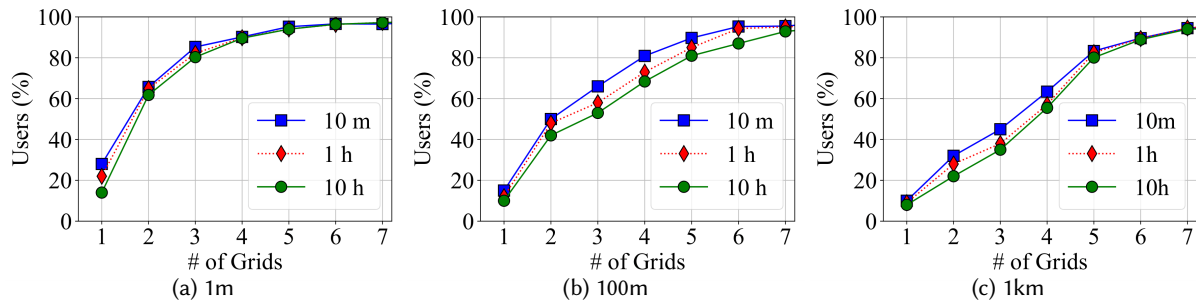 Users (%)
100
80
60
40
20
0
10 m
1 h
10 h
1 2 3 4 5 6 7
# of Grids
(a) 1m
Users (%)
100
80
60
40
20
0
10 m
1 h
10 h
1 2 3 4 5 6 7
# of Grids
(b) 100m
Users (%)
100
80
60
40
20
0
10m
1h
10h
1 2 3 4 5 6 7
# of Grids
(c) 1km